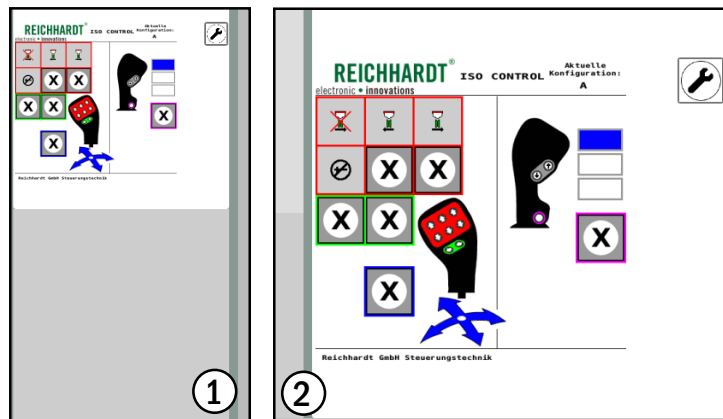 REICHHARDT®
electronic • innovations
ISO CONTROL
Aktuelle
Konfiguration:
A
X X
X X
X
X
Reichhardt GmbH Steuerungstechnik
1
REICHHARDT®
electronic • innovations
ISO CONTROL
Aktuelle
Konfiguration:
A
X X
X X
X
X
Reichhardt GmbH Steuerungstechnik
2